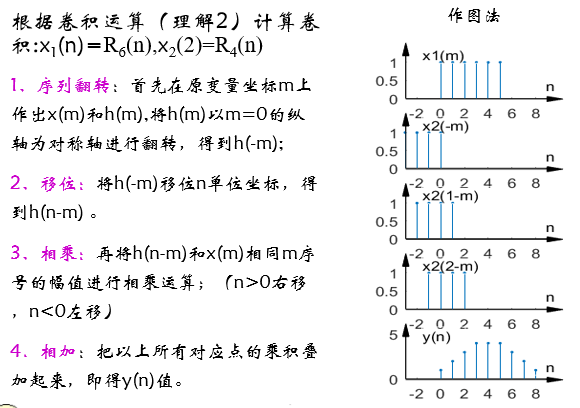 根据卷积运算（理解2）计算卷
积:x₁(n)＝R₆(n),x₂(2)=R₄(n)
1、序列翻转：首先在原变量坐标m上
作出x(m)和h(m),将h(m)以m=0的纵
轴为对称轴进行翻转，得到h(-m);
2、移位：将h(-m)移位n单位坐标，得
到h(n-m) 。
3、相乘：再将h(n-m)和x(m)相同m序
号的幅值进行相乘运算；（n>0右移
，n<0左移）
4、相加：把以上所有对应点的乘积叠
加起来，即得y(n)值。
作图法
x1(m)
1
0.5
0
n
-2 0 2 4 6 8
x2(-m)
1
0.5
0
n
-2 0 2 4 6 8
x2(1-m)
1
0.5
0
n
-2 0 2 4 6 8
x2(2-m)
1
0.5
0
n
-2 0 2 4 6 8
y(n)
5
0
n
-2 0 2 4 6 8